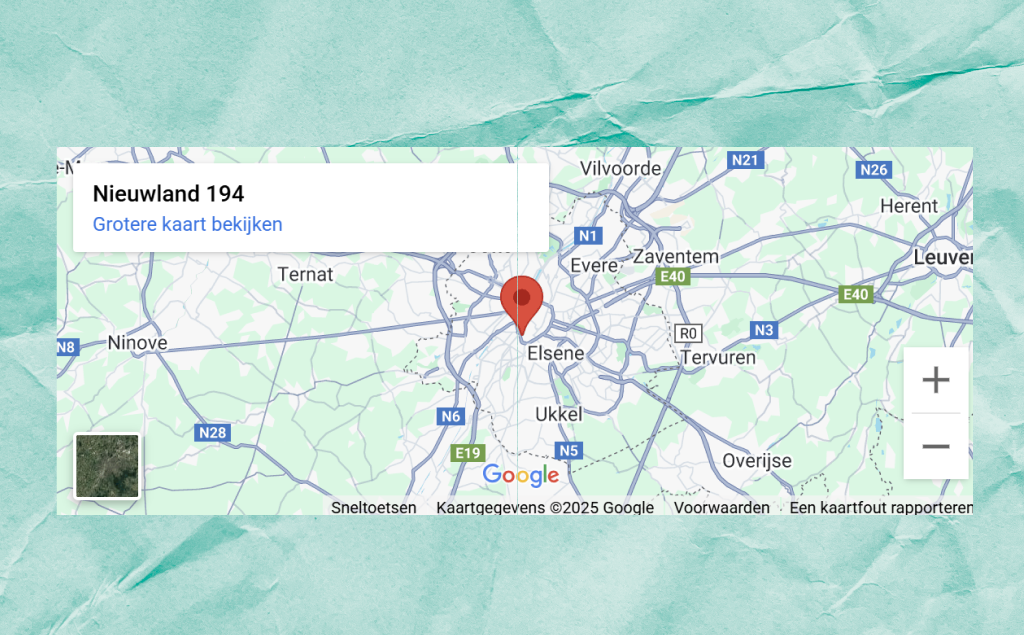 Nieuwland 194
Grotere kaart bekijken
Vilvoorde
N21
N26
Herent
N1
Evere
Zaventem
Leuven
Ternat
E40
E40
Ninove
N8
R0
N3
Elsene
Tervuren
N6
Ukkel
N28
E19
N5
Overijse
Google
Sneltoetsen
Kaartgegevens ©2025 Google
Voorwaarden
Een kaartfout rapporteren